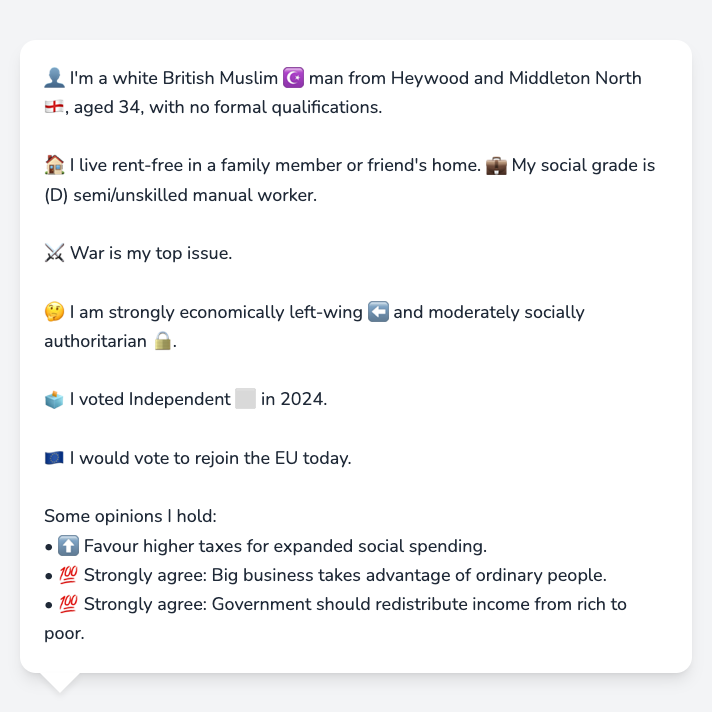 👤 I'm a white British Muslim ☪️ man from Heywood and Middleton North
🏴󠁧󠁢󠁥󠁮󠁧󠁿, aged 34, with no formal qualifications.
🏠 I live rent-free in a family member or friend's home. 💼 My social grade is
(D) semi/unskilled manual worker.
⚔️ War is my top issue.
🤔 I am strongly economically left-wing ⬅️ and moderately socially
authoritarian 🔒.
🗳️ I voted Independent ⬜ in 2024.
🇪🇺 I would vote to rejoin the EU today.
Some opinions I hold:
• ⬆️ Favour higher taxes for expanded social spending.
• 💯 Strongly agree: Big business takes advantage of ordinary people.
• 💯 Strongly agree: Government should redistribute income from rich to
poor.